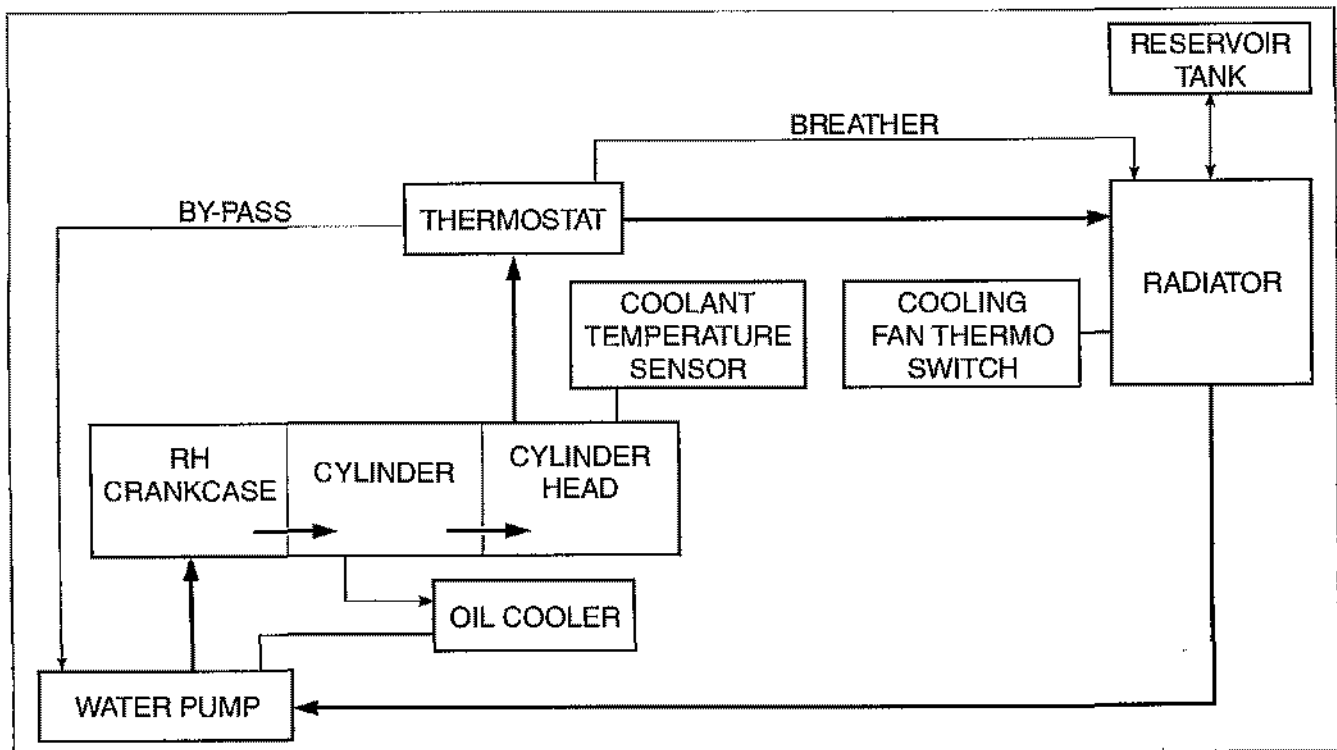 RESERVOIR
TANK
BREATHER
BY-PASS
THERMOSTAT
RADIATOR
COOLANT
TEMPERATURE
SENSOR
COOLING
FAN THERMO
SWITCH
RH
CRANKCASE
CYLINDER
CYLINDER
HEAD
OIL COOLER
WATER PUMP